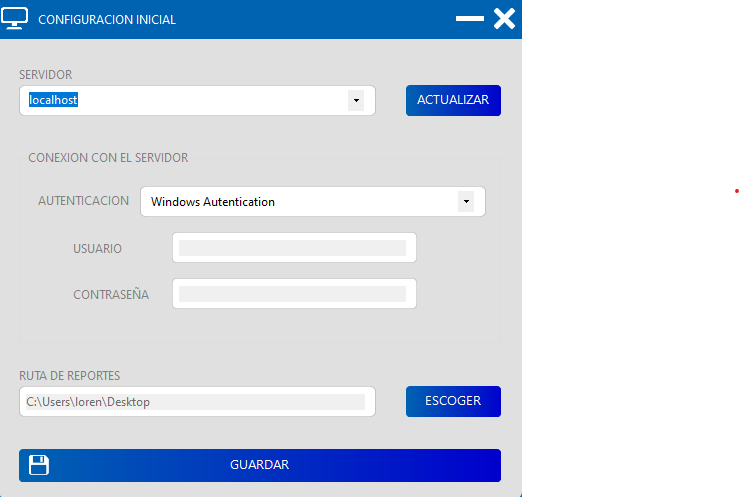 CONFIGURACION INICIAL
SERVIDOR
localhost
ACTUALIZAR
CONEXION CON EL SERVIDOR
AUTENTICACION
Windows Autentication
USUARIO
CONTRASEÑA
RUTA DE REPORTES
C:\Users\loren\Desktop
ESCOGER
GUARDAR